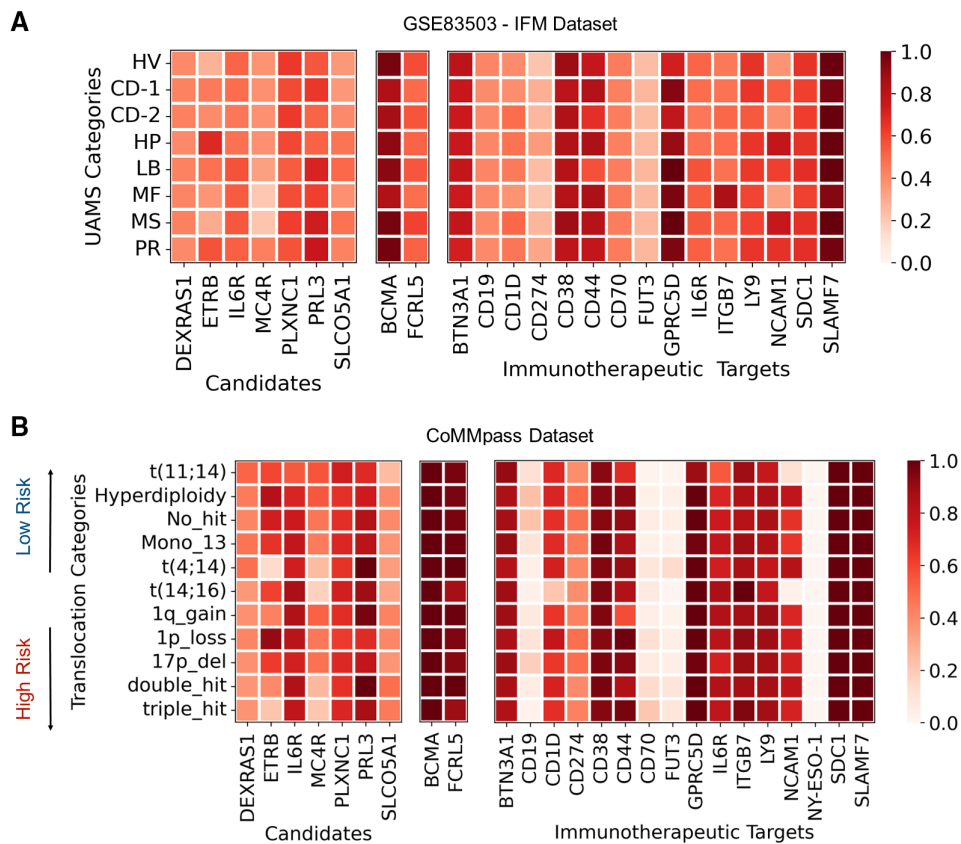 A
GSE83503 - IFM Dataset
UAMS Categories
HV
CD-1
CD-2
HP
LB
MF
MS
PR
1.0
0.8
0.6
0.4
0.2
0.0
DEXRAS1
ETRB
IL6R
MC4R
PLXNC1
PRL3
SLCO5A1
BCMA
FCRL5
BTN3A1
CD19
CD1D
CD274
CD38
CD44
CD70
FUT3
GPRC5D
IL6R
ITGB7
LY9
NCAM1
SDC1
SLAMF7
Candidates
Immunotherapeutic Targets
B
CoMMpass Dataset
Low Risk
High Risk
Translocation Categories
t(11;14)
Hyperdiploidy
No_hit
Mono_13
t(4;14)
t(14;16)
1q_gain
1p_loss
17p_del
double_hit
triple_hit
1.0
0.8
0.6
0.4
0.2
0.0
DEXRAS1
ETRB
IL6R
MC4R
PLXNC1
PRL3
SLCO5A1
BCMA
FCRL5
BTN3A1
CD19
CD1D
CD274
CD38
CD44
CD70
FUT3
GPRC5D
IL6R
ITGB7
LY9
NCAM1
NY-ESO-1
SDC1
SLAMF7
Candidates
Immunotherapeutic Targets